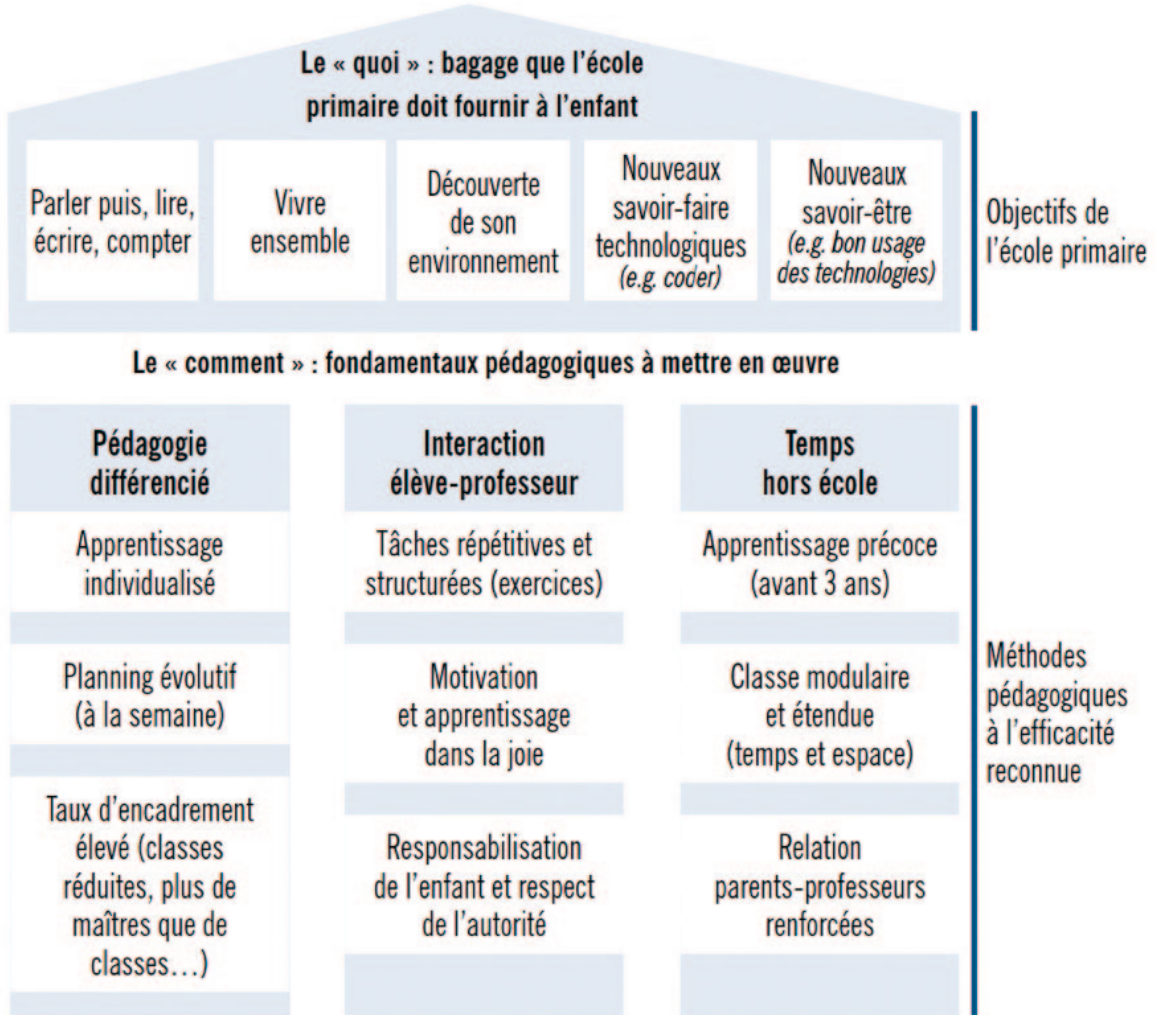 Le « quoi » : bagage que l'école
primaire doit fournir à l'enfant
Parler puis, lire,
écrire, compter
Vivre
ensemble
Découverte
de son
environnement
Nouveaux
savoir-faire
technologiques
(e.g. coder)
Nouveaux
savoir-être
(e.g. bon usage
des technologies)
Objectifs de
l'école primaire
Le « comment » : fondamentaux pédagogiques à mettre en œuvre
Pédagogie
différencié
Apprentissage
individualisé
Planning évolutif
(à la semaine)
Taux d'encadrement
élevé (classes
réduites, plus de
maîtres que de
classes…)
Interaction
élève-professeur
Tâches répétitives et
structurées (exercices)
Motivation
et apprentissage
dans la joie
Responsabilisation
de l'enfant et respect
de l'autorité
Temps
hors école
Apprentissage précoce
(avant 3 ans)
Classe modulaire
et étendue
(temps et espace)
Relation
parents-professeurs
renforcées
Méthodes
pédagogiques
à l'efficacité
reconnue